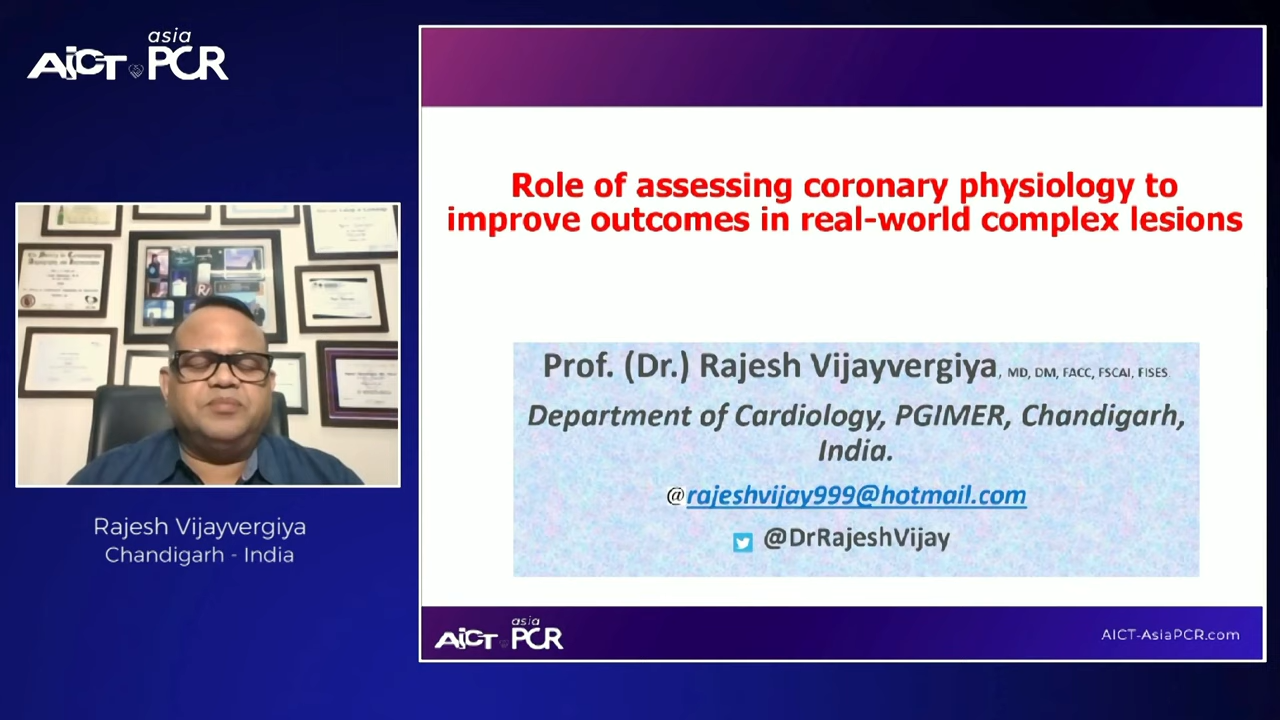 asia
AICT PCR
Rajesh Vijayvergiya
Chandigarh - India
Role of assessing coronary physiology to
improve outcomes in real-world complex lesions
Prof. (Dr.) Rajesh Vijayvergiya, MD, DM, FACC, FSCAI, FISES.
Department of Cardiology, PGIMER, Chandigarh,
India.
@rajeshvijay999@hotmail.com
@DrRajeshVijay
asia
AICT PCR
AICT-AsiaPCR.com